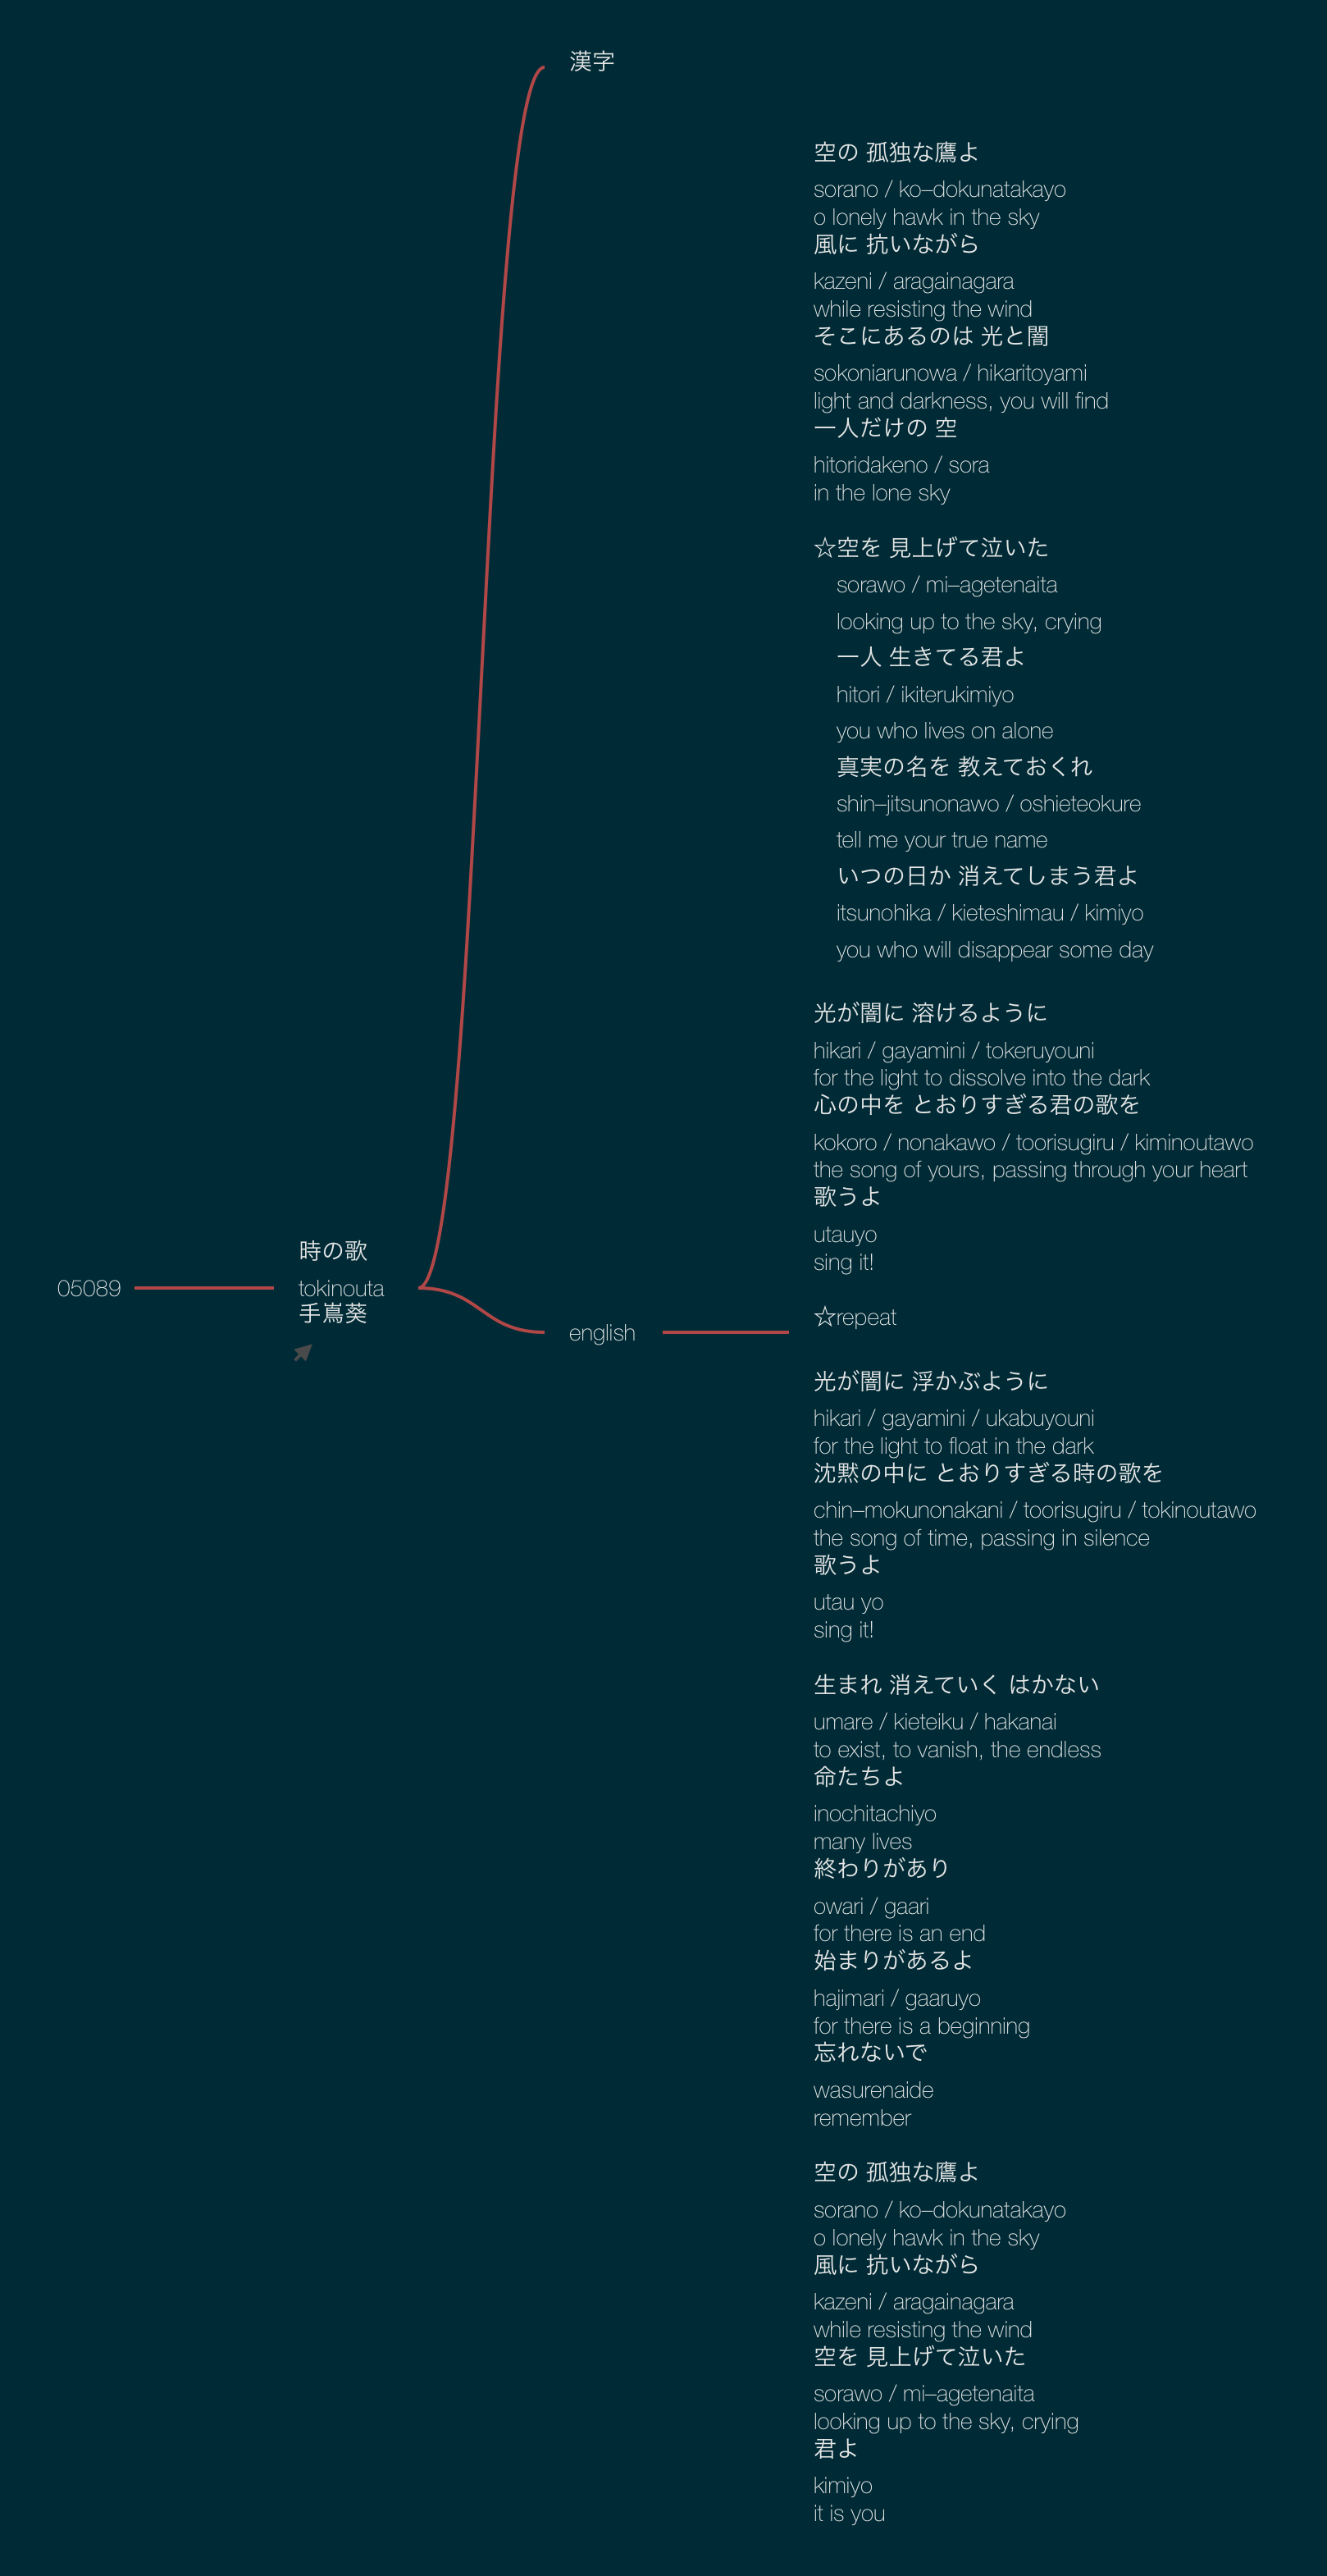 05089
時の歌
tokinouta
手嶌葵
漢字
english
空の 孤独な鷹よ
sorano / ko–dokunatakayo
o lonely hawk in the sky
風に 抗いながら
kazeni / aragainagara
while resisting the wind
そこにあるのは 光と闇
sokoniarunowa / hikaritoyami
light and darkness, you will find
一人だけの 空
hitoridakeno / sora
in the lone sky
☆空を 見上げて泣いた
sorawo / mi–agetenaita
looking up to the sky, crying
一人 生きてる君よ
hitori / ikiterukimiyo
you who lives on alone
真実の名を 教えておくれ
shin–jitsunonawo / oshieteokure
tell me your true name
いつの日か 消えてしまう君よ
itsunohika / kieteshimau / kimiyo
you who will disappear some day
光が闇に 溶けるように
hikari / gayamini / tokeruyouni
for the light to dissolve into the dark
心の中を とおりすぎる君の歌を
kokoro / nonakawo / toorisugiru / kiminoutawo
the song of yours, passing through your heart
歌うよ
utauyo
sing it!
☆repeat
光が闇に 浮かぶように
hikari / gayamini / ukabuyouni
for the light to float in the dark
沈黙の中に とおりすぎる時の歌を
chin–mokunonakani / toorisugiru / tokinoutawo
the song of time, passing in silence
歌うよ
utau yo
sing it!
生まれ 消えていく はかない
umare / kieteiku / hakanai
to exist, to vanish, the endless
命たちよ
inochitachiyo
many lives
終わりがあり
owari / gaari
for there is an end
始まりがあるよ
hajimari / gaaruyo
for there is a beginning
忘れないで
wasurenaide
remember
空の 孤独な鷹よ
sorano / ko–dokunatakayo
o lonely hawk in the sky
風に 抗いながら
kazeni / aragainagara
while resisting the wind
空を 見上げて泣いた
sorawo / mi–agetenaita
looking up to the sky, crying
君よ
kimiyo
it is you